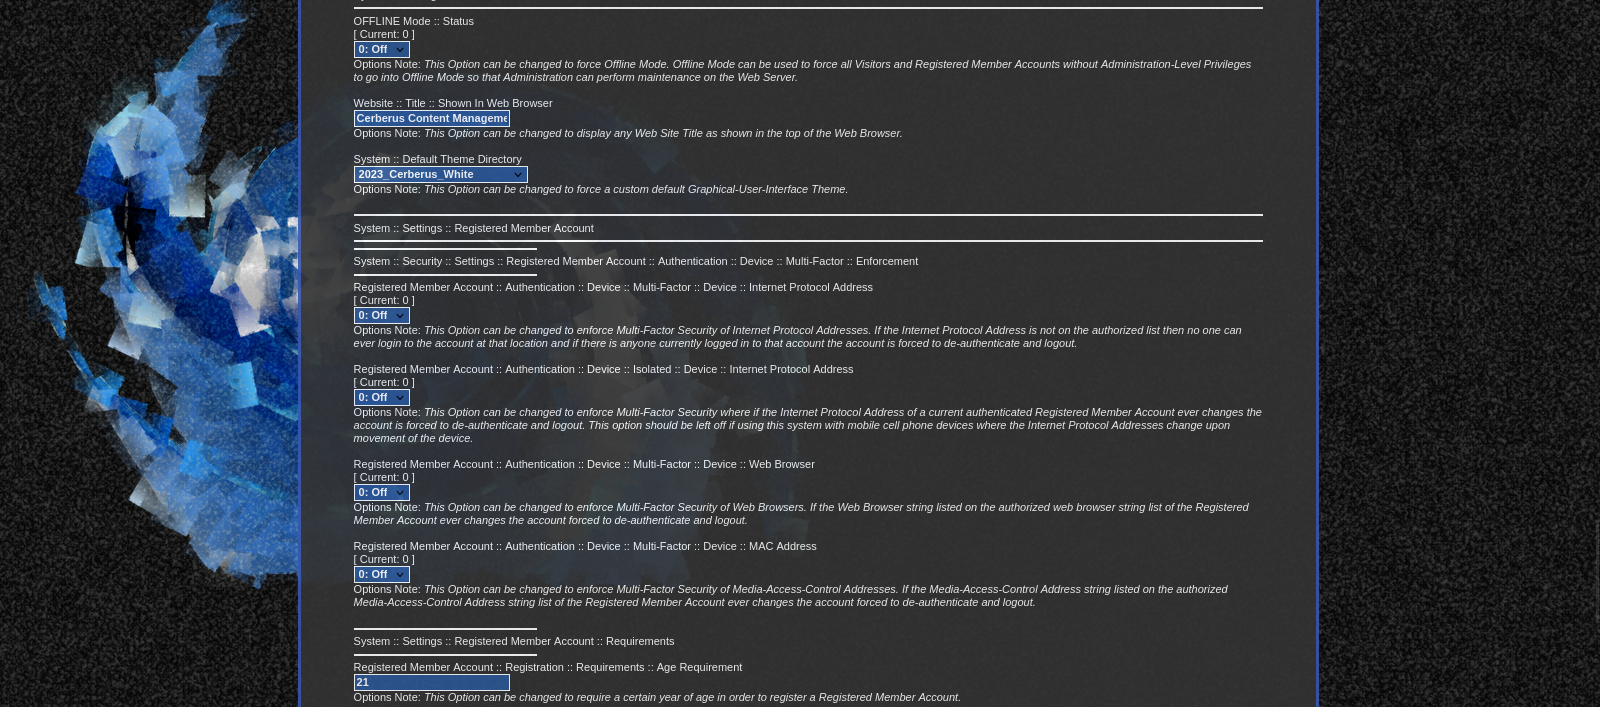 OFFLINE Mode :: Status
[ Current: 0 ]
0: Off
Options Note: This Option can be changed to force Offline Mode. Offline Mode can be used to force all Visitors and Registered Member Accounts without Administration-Level Privileges
to go into Offline Mode so that Administration can perform maintenance on the Web Server.
Website :: Title :: Shown In Web Browser
Cerberus Content Manageme
Options Note: This Option can be changed to display any Web Site Title as shown in the top of the Web Browser.
System :: Default Theme Directory
2023_Cerberus_White
Options Note: This Option can be changed to force a custom default Graphical-User-Interface Theme.
System :: Settings :: Registered Member Account
System :: Security :: Settings :: Registered Member Account :: Authentication :: Device :: Multi-Factor :: Enforcement
Registered Member Account :: Authentication :: Device :: Multi-Factor :: Device :: Internet Protocol Address
[ Current: 0 ]
0: Off
Options Note: This Option can be changed to enforce Multi-Factor Security of Internet Protocol Addresses. If the Internet Protocol Address is not on the authorized list then no one can
ever login to the account at that location and if there is anyone currently logged in to that account the account is forced to de-authenticate and logout.
Registered Member Account :: Authentication :: Device :: Isolated :: Device :: Internet Protocol Address
[ Current: 0 ]
0: Off
Options Note: This Option can be changed to enforce Multi-Factor Security where if the Internet Protocol Address of a current authenticated Registered Member Account ever changes the
account is forced to de-authenticate and logout. This option should be left off if using this system with mobile cell phone devices where the Internet Protocol Addresses change upon
movement of the device.
Registered Member Account :: Authentication :: Device :: Multi-Factor :: Device :: Web Browser
[ Current: 0 ]
0: Off
Options Note: This Option can be changed to enforce Multi-Factor Security of Web Browsers. If the Web Browser string listed on the authorized web browser string list of the Registered
Member Account ever changes the account forced to de-authenticate and logout.
Registered Member Account :: Authentication :: Device :: Multi-Factor :: Device :: MAC Address
[ Current: 0 ]
0: Off
Options Note: This Option can be changed to enforce Multi-Factor Security of Media-Access-Control Addresses. If the Media-Access-Control Address string listed on the authorized
Media-Access-Control Address string list of the Registered Member Account ever changes the account forced to de-authenticate and logout.
System :: Settings :: Registered Member Account :: Requirements
Registered Member Account :: Registration :: Requirements :: Age Requirement
21
Options Note: This Option can be changed to require a certain year of age in order to register a Registered Member Account.